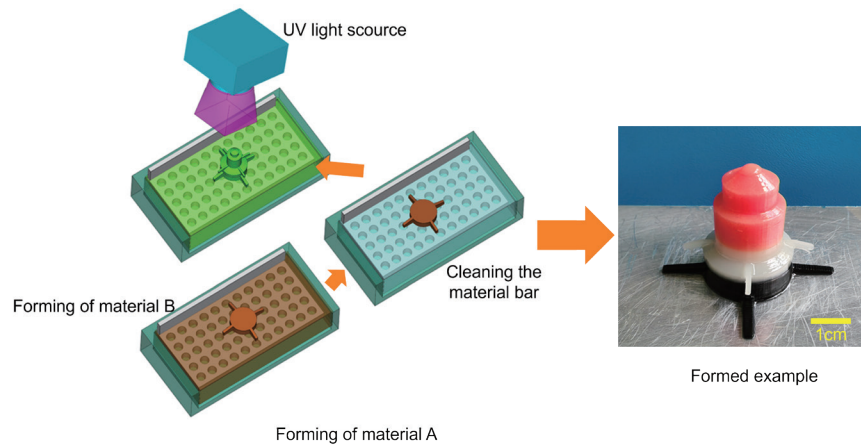 UV light scource
Forming of material B
Cleaning the
material bar
1cm
Formed example
Forming of material A